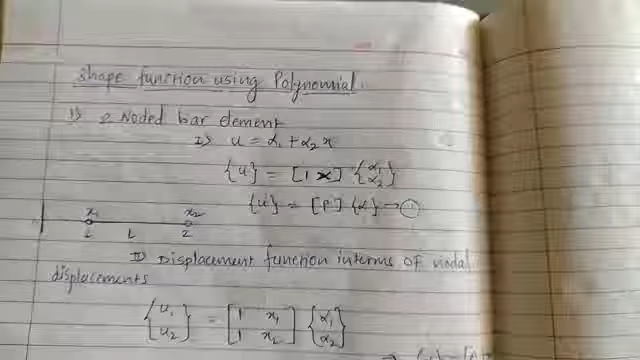 shape function using Polynomial.
1) 2 Noded bar element
I) u = α₁ + α₂ x
{u} = [1 x] {α₁ α₂}
{u} = [P] {α} → ①
x₁ x₂
1 L 2
II) Displacement function interms of nodal
displacements
{u₁ u₂} = [1 x₁ 1 x₂] {α₁ α₂}